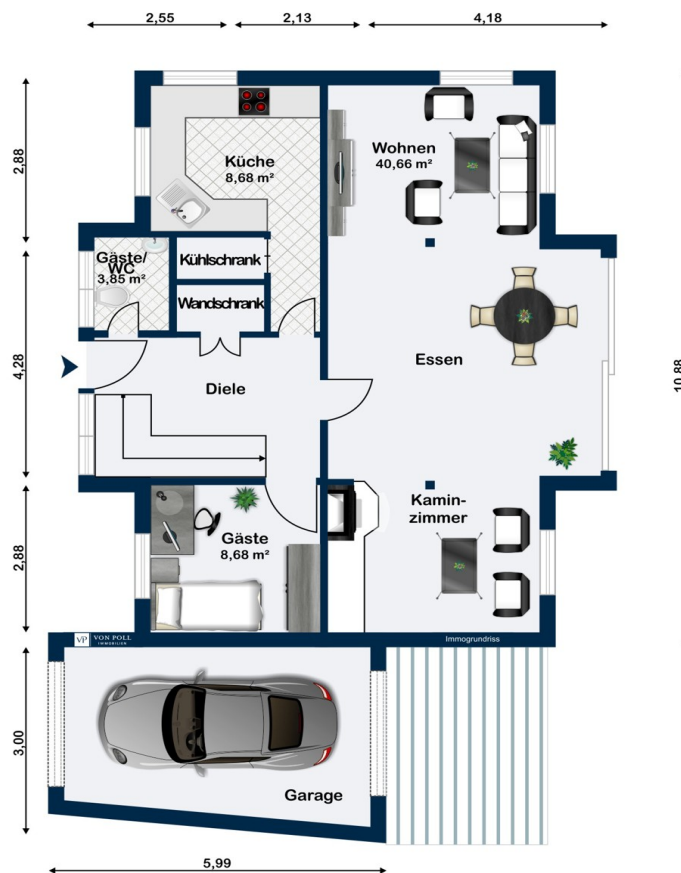 2,55
2,13
4,18
2,88
Küche
8,68 m²
Wohnen
40,66 m²
Gäste/
WC
3,85 m²
Kühlschrank
Wandschrank
4,28
Diele
Essen
10,88
Kamin-
zimmer
Gäste
8,68 m²
2,88
VP VON POLL
IMMOBILIEN
Immogrundriss
3,00
Garage
5,99